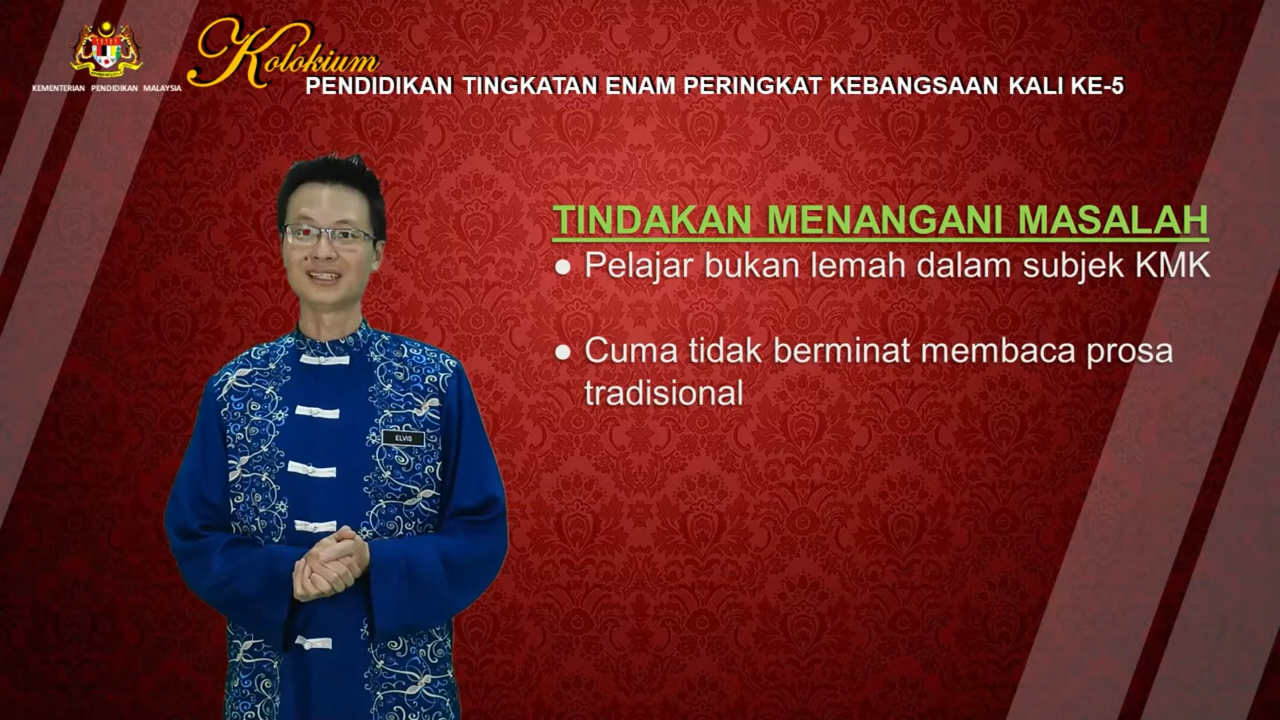 KEMENTERIAN PENDIDIKAN MALAYSIA
Kolokium
PENDIDIKAN TINGKATAN ENAM PERINGKAT KEBANGSAAN KALI KE-5
TINDAKAN MENANGANI MASALAH
● Pelajar bukan lemah dalam subjek KMK
● Cuma tidak berminat membaca prosa
tradisional
ELVIS